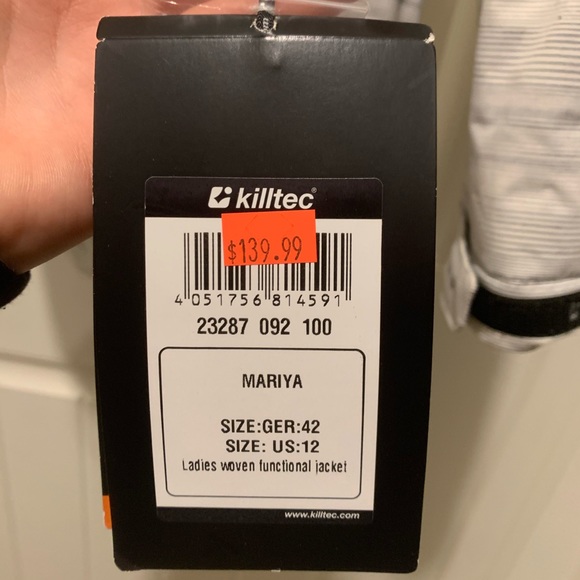 killtec®
$139.99
4 051756 814591
23287 092 100
MARIYA
SIZE:GER:42
SIZE: US:12
Ladies woven functional jacket
www.killtec.com